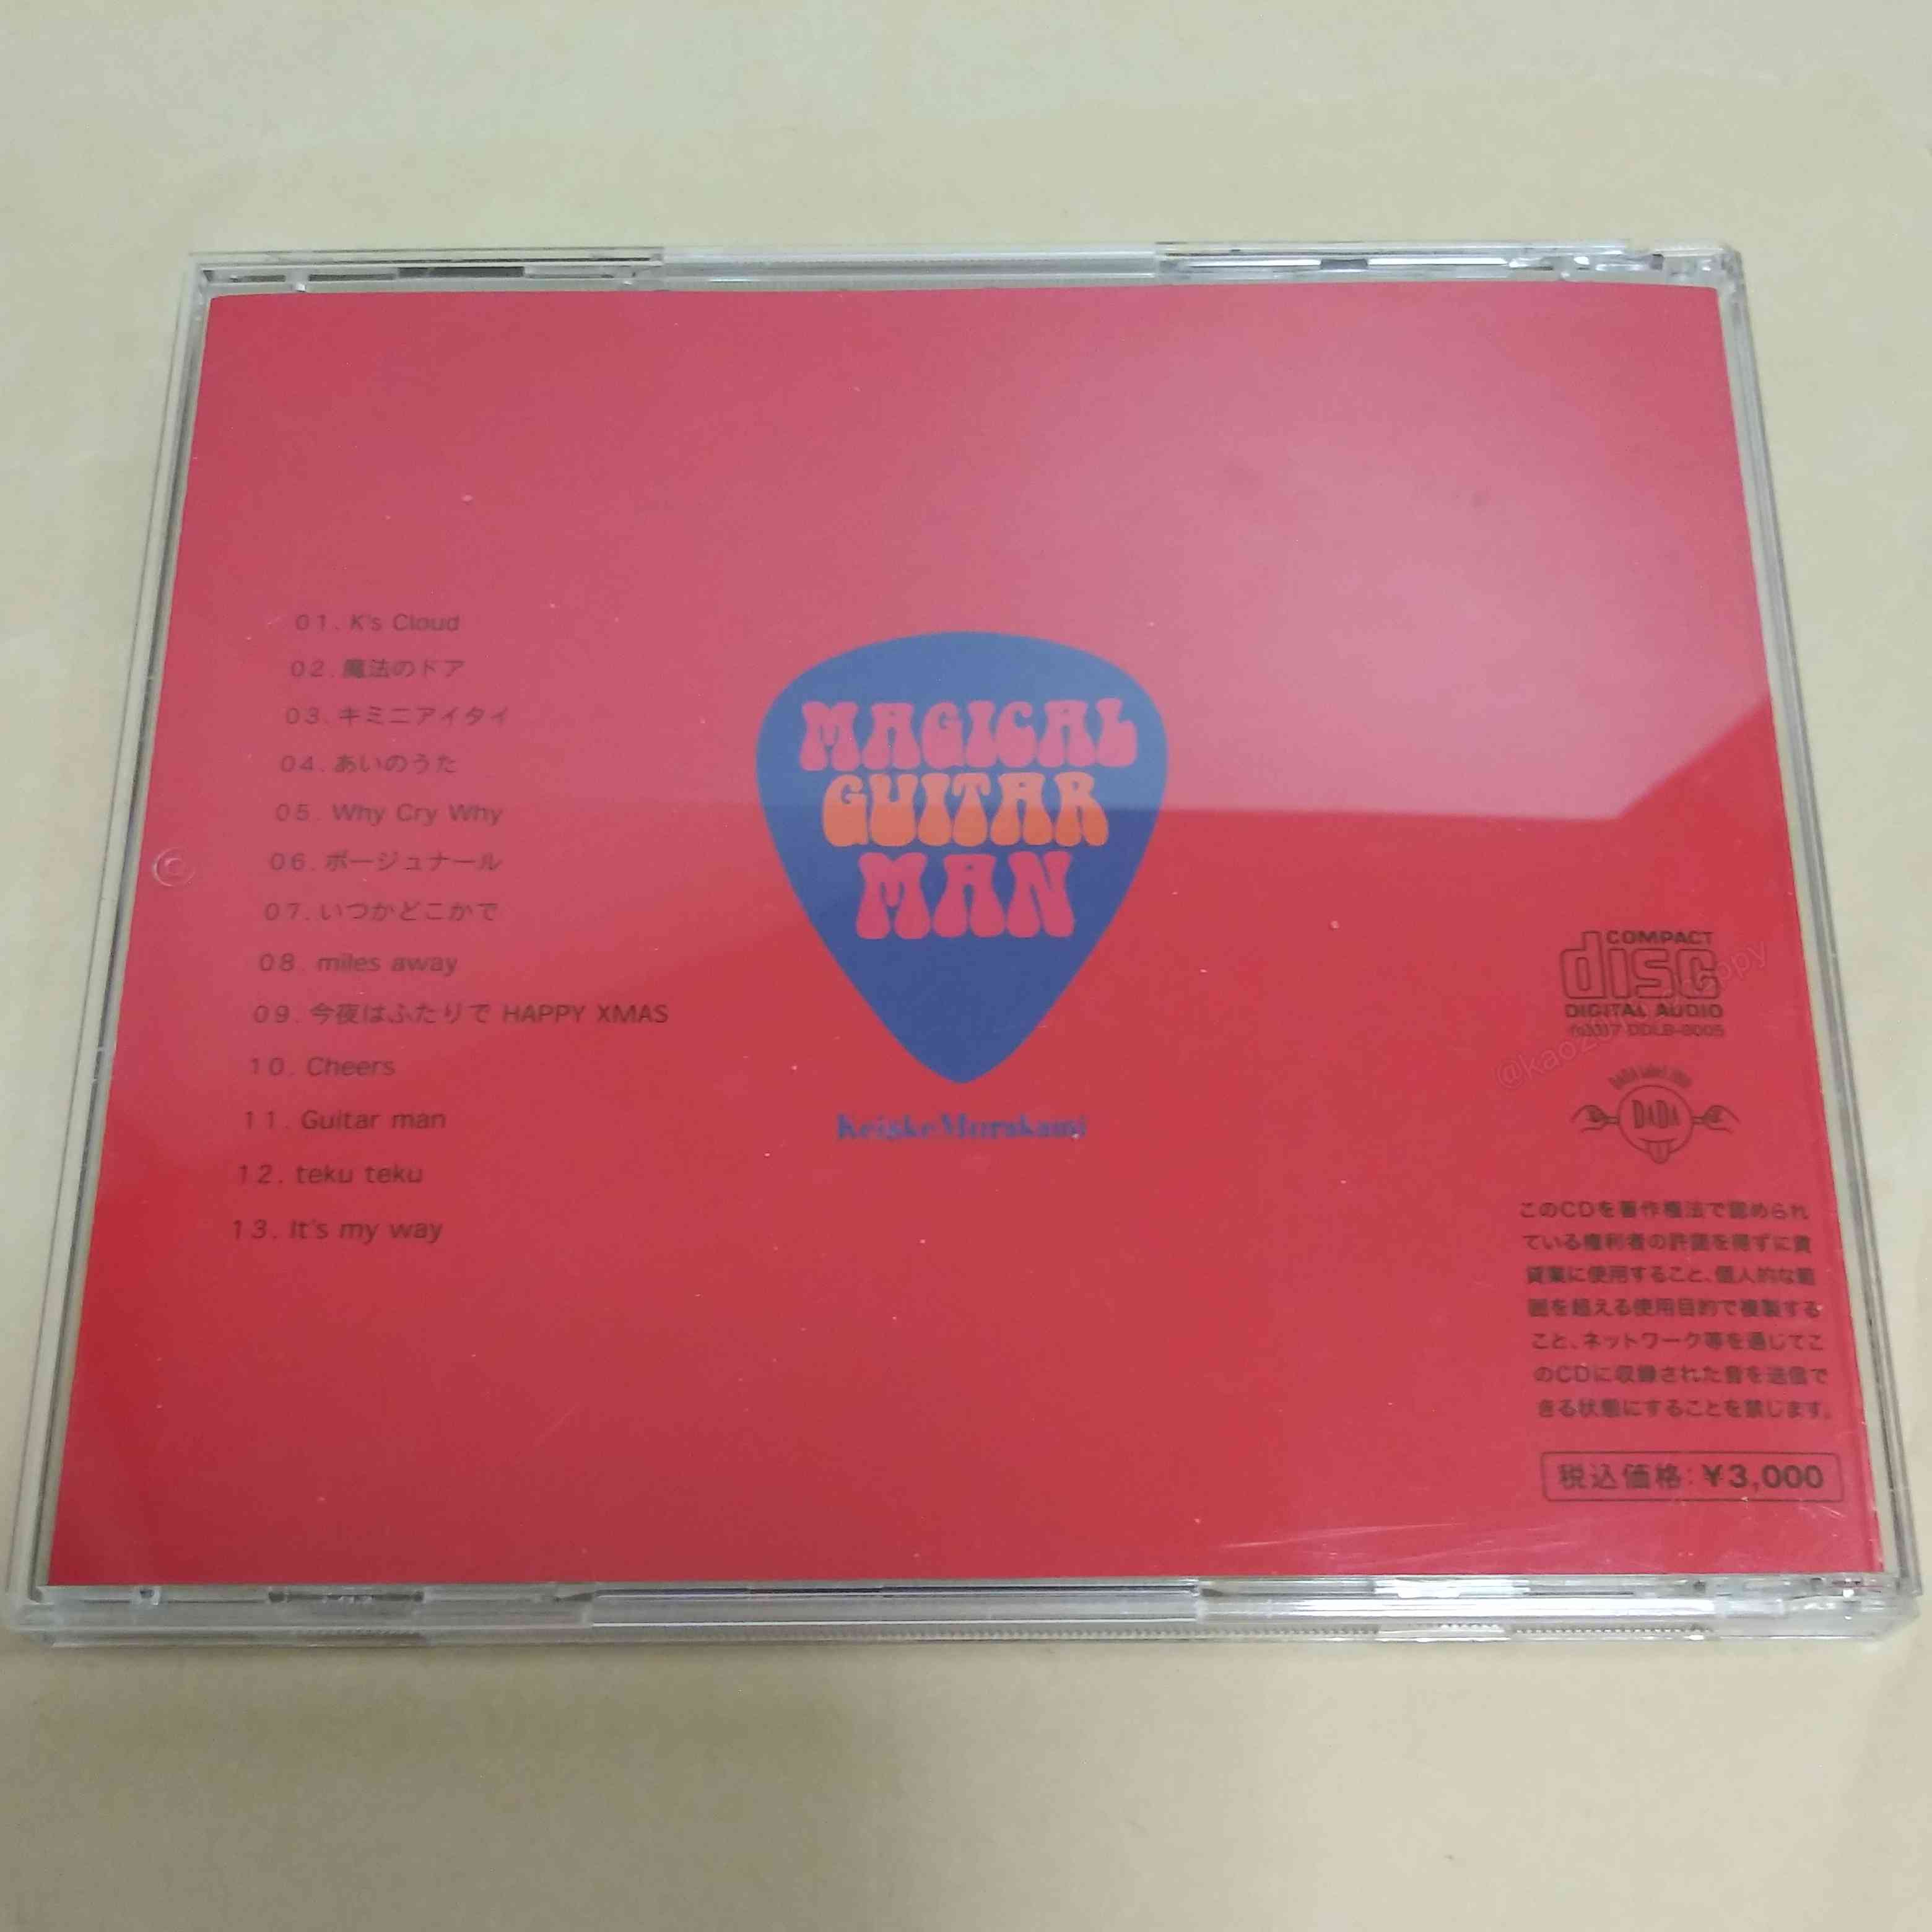 01. K's Cloud
02. 魔法のドア
03. キミニアイタイ
04. あいのうた
05. Why Cry Why
06. ボージュナール
07. いつかどこかで
08. miles away
09. 今夜はふたりで HAPPY XMAS
10. Cheers
11. Guitar man
12. teku teku
13. It's my way
MAGICAL
GUITAR
MAN
Keiske Murakami
COMPACT
disc
DIGITAL AUDIO
DDLB-0005
DADA
このCDを著作権法で認められ
ている権利者の許諾を得ずに賃
貸業に使用すること、個人的な範
囲を超える使用目的で複製する
こと、ネットワーク等を通じてこ
のCDに収録された音を送信で
きる状態にすることを禁じます。
税込価格:¥3,000